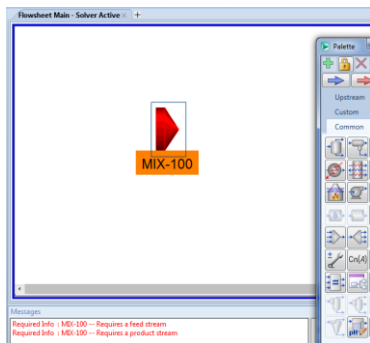 Flowsheet Main - Solver Active
Palette
Upstream
Custom
Common
MIX-100
Cn(A)
pH
Messages
Required Info : MIX-100 -- Requires a feed stream
Required Info : MIX-100 -- Requires a product stream